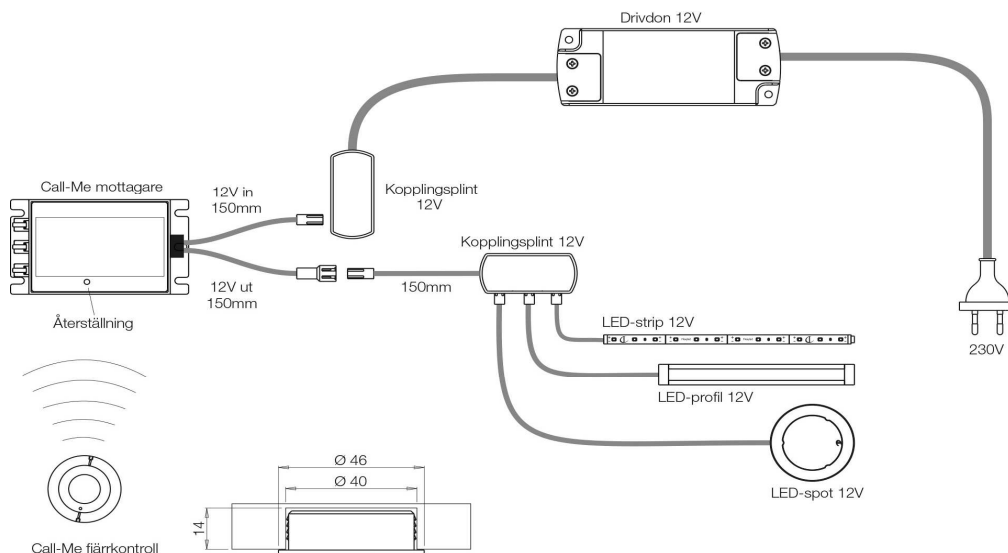 Drivdon 12V
Call-Me mottagare
12V in
150mm
Kopplingsplint
12V
Kopplingsplint 12V
12V ut
150mm
150mm
Återställning
LED-strip 12V
230V
LED-profil 12V
LED-spot 12V
Ø 46
Ø 40
14
Call-Me fjärrkontroll